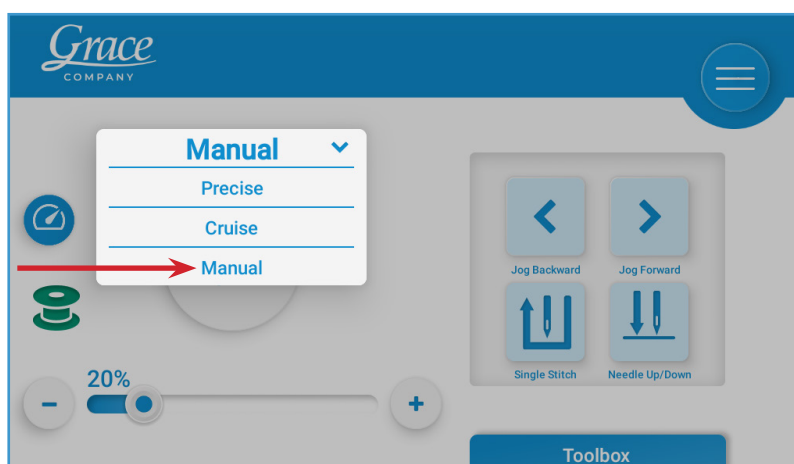 Grace
COMPANY
Manual
Precise
Cruise
Manual
Jog Backward
Jog Forward
Single Stitch
Needle Up/Down
20%
Toolbox